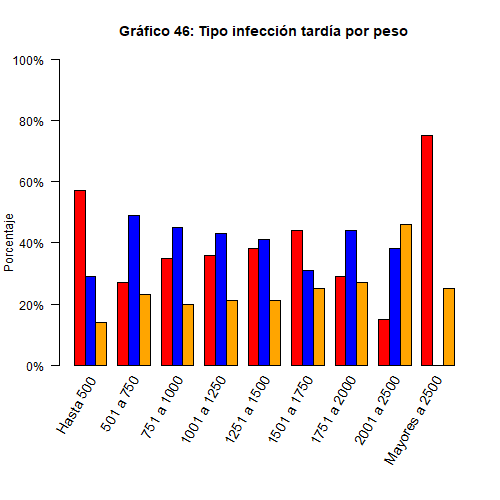 Gráfico 46: Tipo infección tardía por peso
100%
80%
60%
40%
20%
0%
Porcentaje
Hasta 500
501 a 750
751 a 1000
1001 a 1250
1251 a 1500
1501 a 1750
1751 a 2000
2001 a 2500
Mayores a 2500